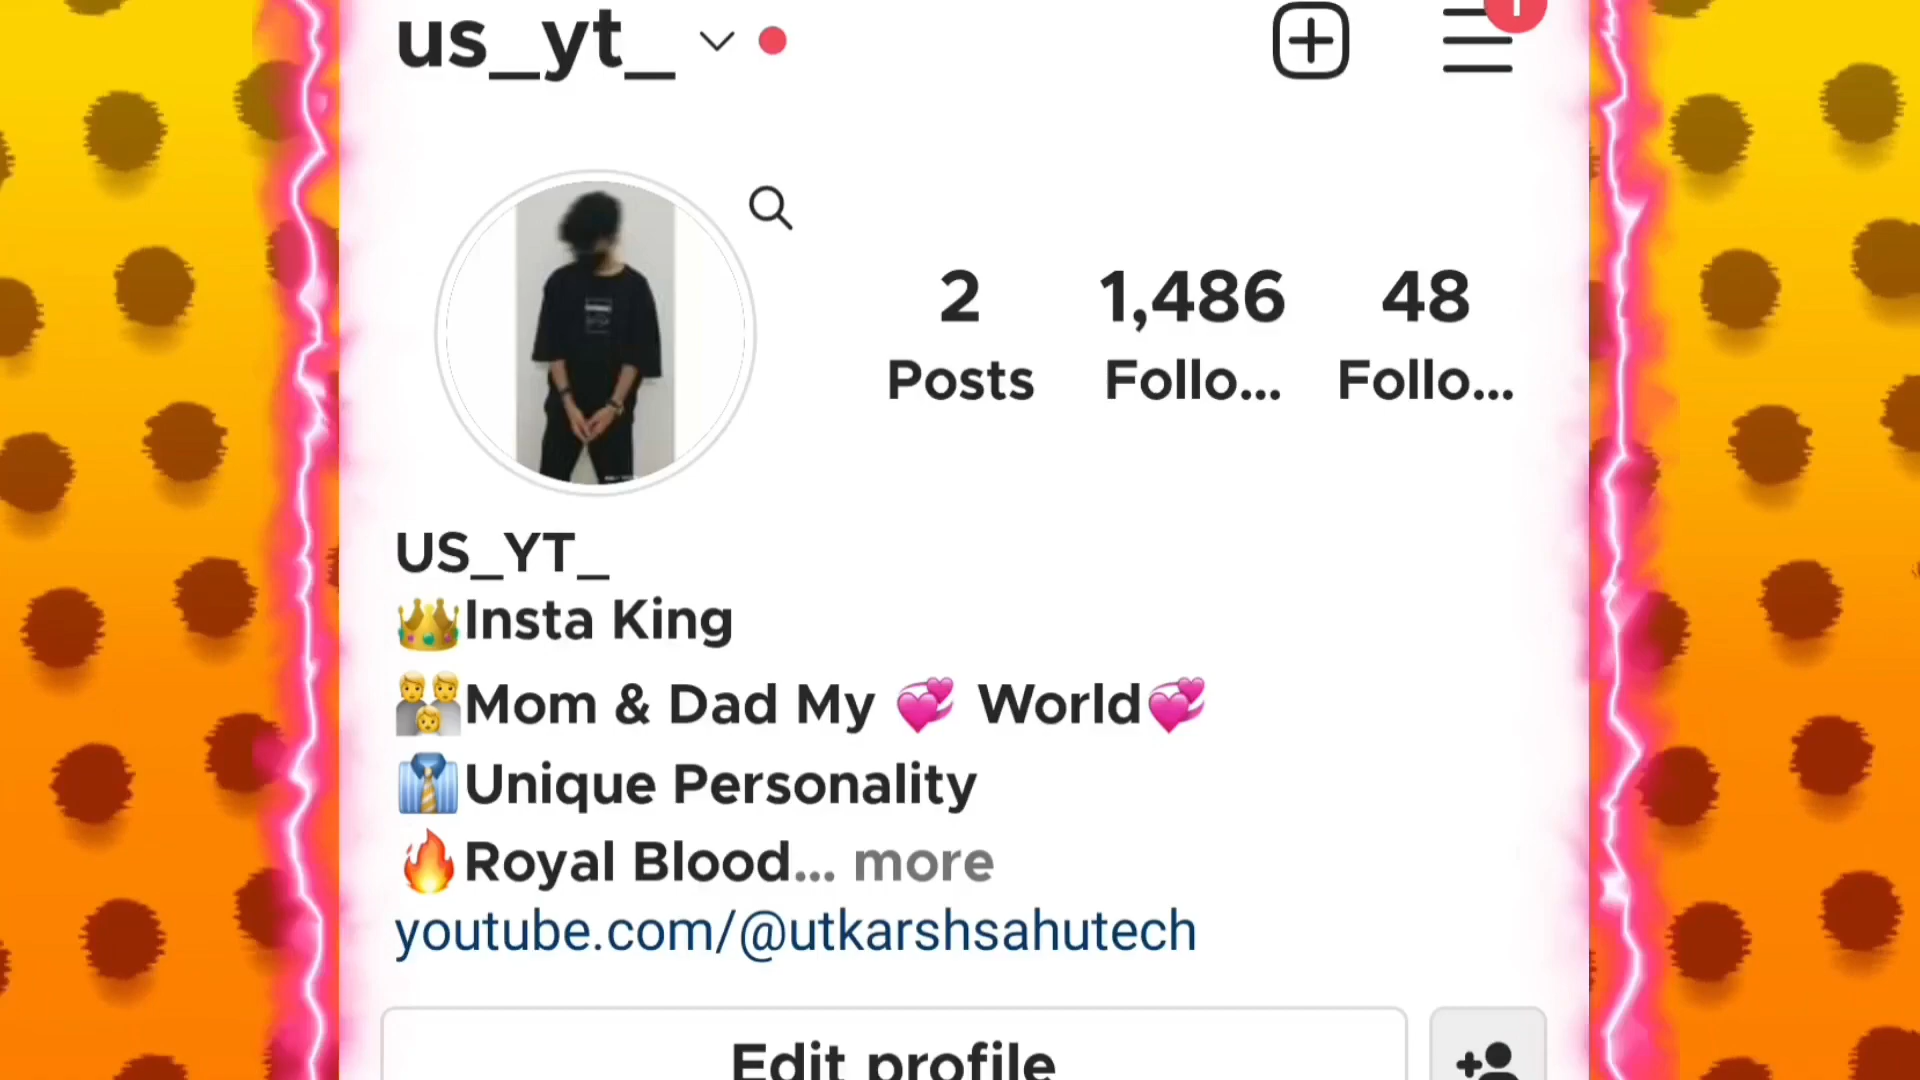 us_yt_
2 1,486 48
Posts Follo... Follo...
US_YT_
👑Insta King
👨‍👩‍👦Mom & Dad My 💞 World💞
👔Unique Personality
🔥Royal Blood... more
youtube.com/@utkarshsahutech
Edit profile